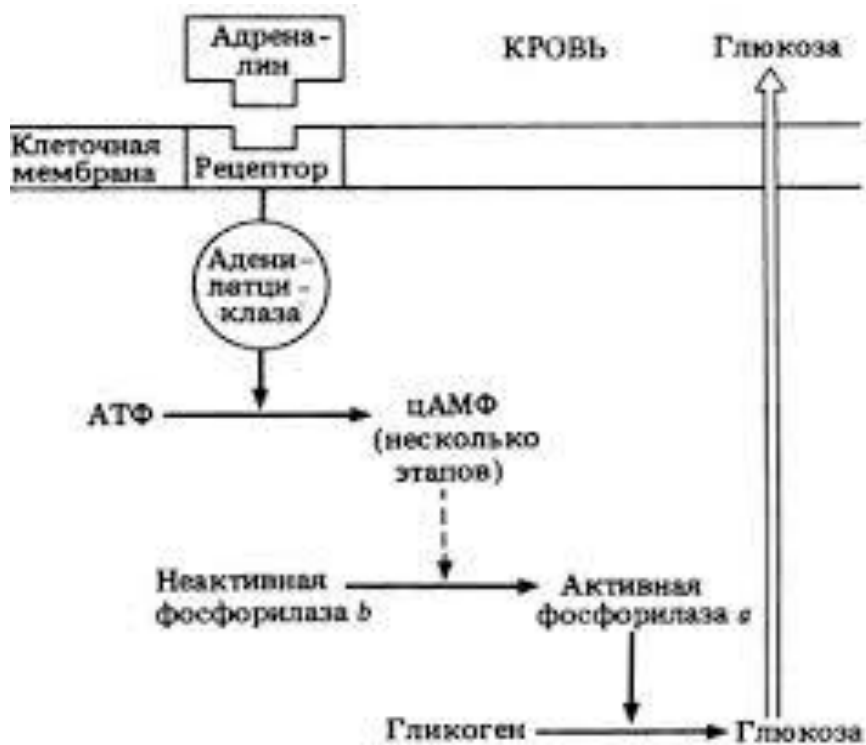 Адрена-
лин
КРОВЬ
Глюкоза
Клеточная
мембрана
Рецептор
Адени-
латци-
клаза
АТФ
цАМФ
(несколько
этапов)
Неактивная
фосфорилаза b
Активная
фосфорилаза a
Гликоген
Глюкоза